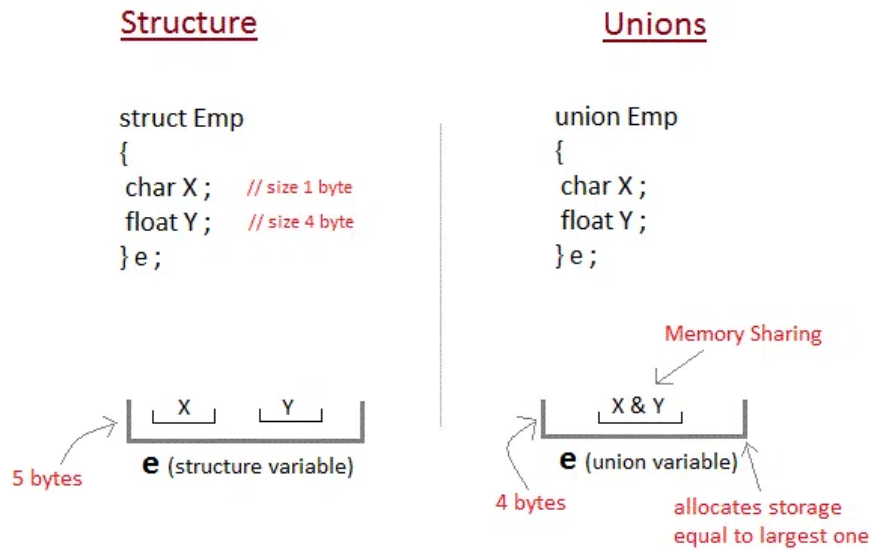 Structure
struct Emp
{
char X ; // size 1 byte
float Y ; // size 4 byte
} e ;
X Y
e (structure variable)
5 bytes
Unions
union Emp
{
char X ;
float Y ;
} e ;
Memory Sharing
X & Y
e (union variable)
4 bytes
allocates storage
equal to largest one